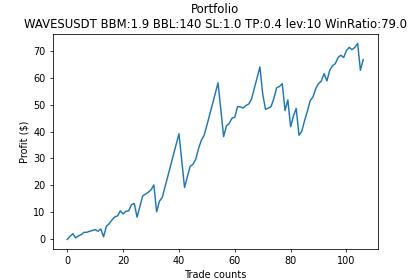 Portfolio
WAVESUSDT BBM:1.9 BBL:140 SL:1.0 TP:0.4 lev:10 WinRatio:79.0
70
60
50
40
30
20
10
0
Profit ($)
0 20 40 60 80 100
Trade counts